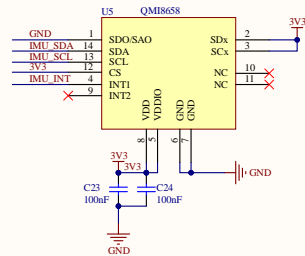 U5 QMI8658
3V3
GND 1 SDO/SAO SDx 2
IMU_SDA 14 SDA SCx 3
IMU_SCL 13 SCL
3V3 12 CS NC 10
IMU_INT 4 INT1 NC 11
9 INT2
VDD VDDIO GND GND
8 5 6 7
3V3
3V3
GND
C23 C24
100nF 100nF
GND